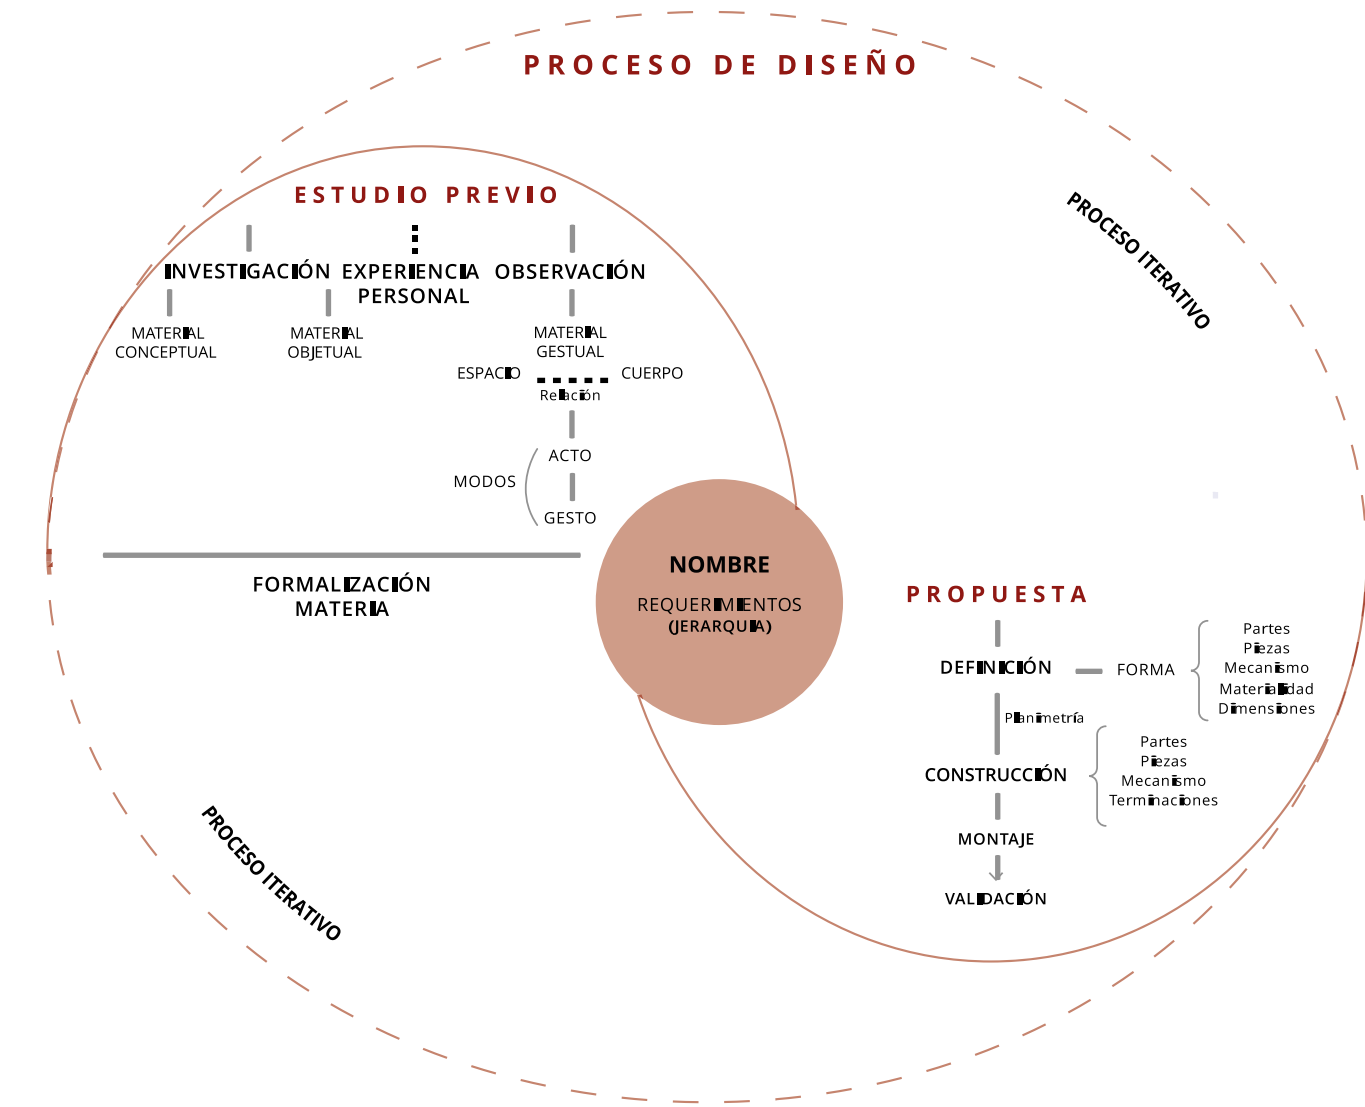 PROCESO DE DISEÑO
ESTUDIO PREVIO
INVESTIGACIÓN
EXPERIENCIA
PERSONAL
OBSERVACIÓN
MATERIAL
CONCEPTUAL
MATERIAL
OBJETUAL
MATERIAL
GESTUAL
ESPACIO
CUERPO
Relación
ACTO
MODOS
GESTO
FORMALIZACIÓN
MATERIA
NOMBRE
REQUERIMIENTOS
(JERARQUIA)
PROCESO ITERATIVO
PROPUESTA
DEFINICIÓN
FORMA
Partes
Piezas
Mecanismo
Materialidad
Dimensiones
Planimetría
CONSTRUCCIÓN
Partes
Piezas
Mecanismo
Terminaciones
MONTAJE
VALIDACIÓN
PROCESO ITERATIVO